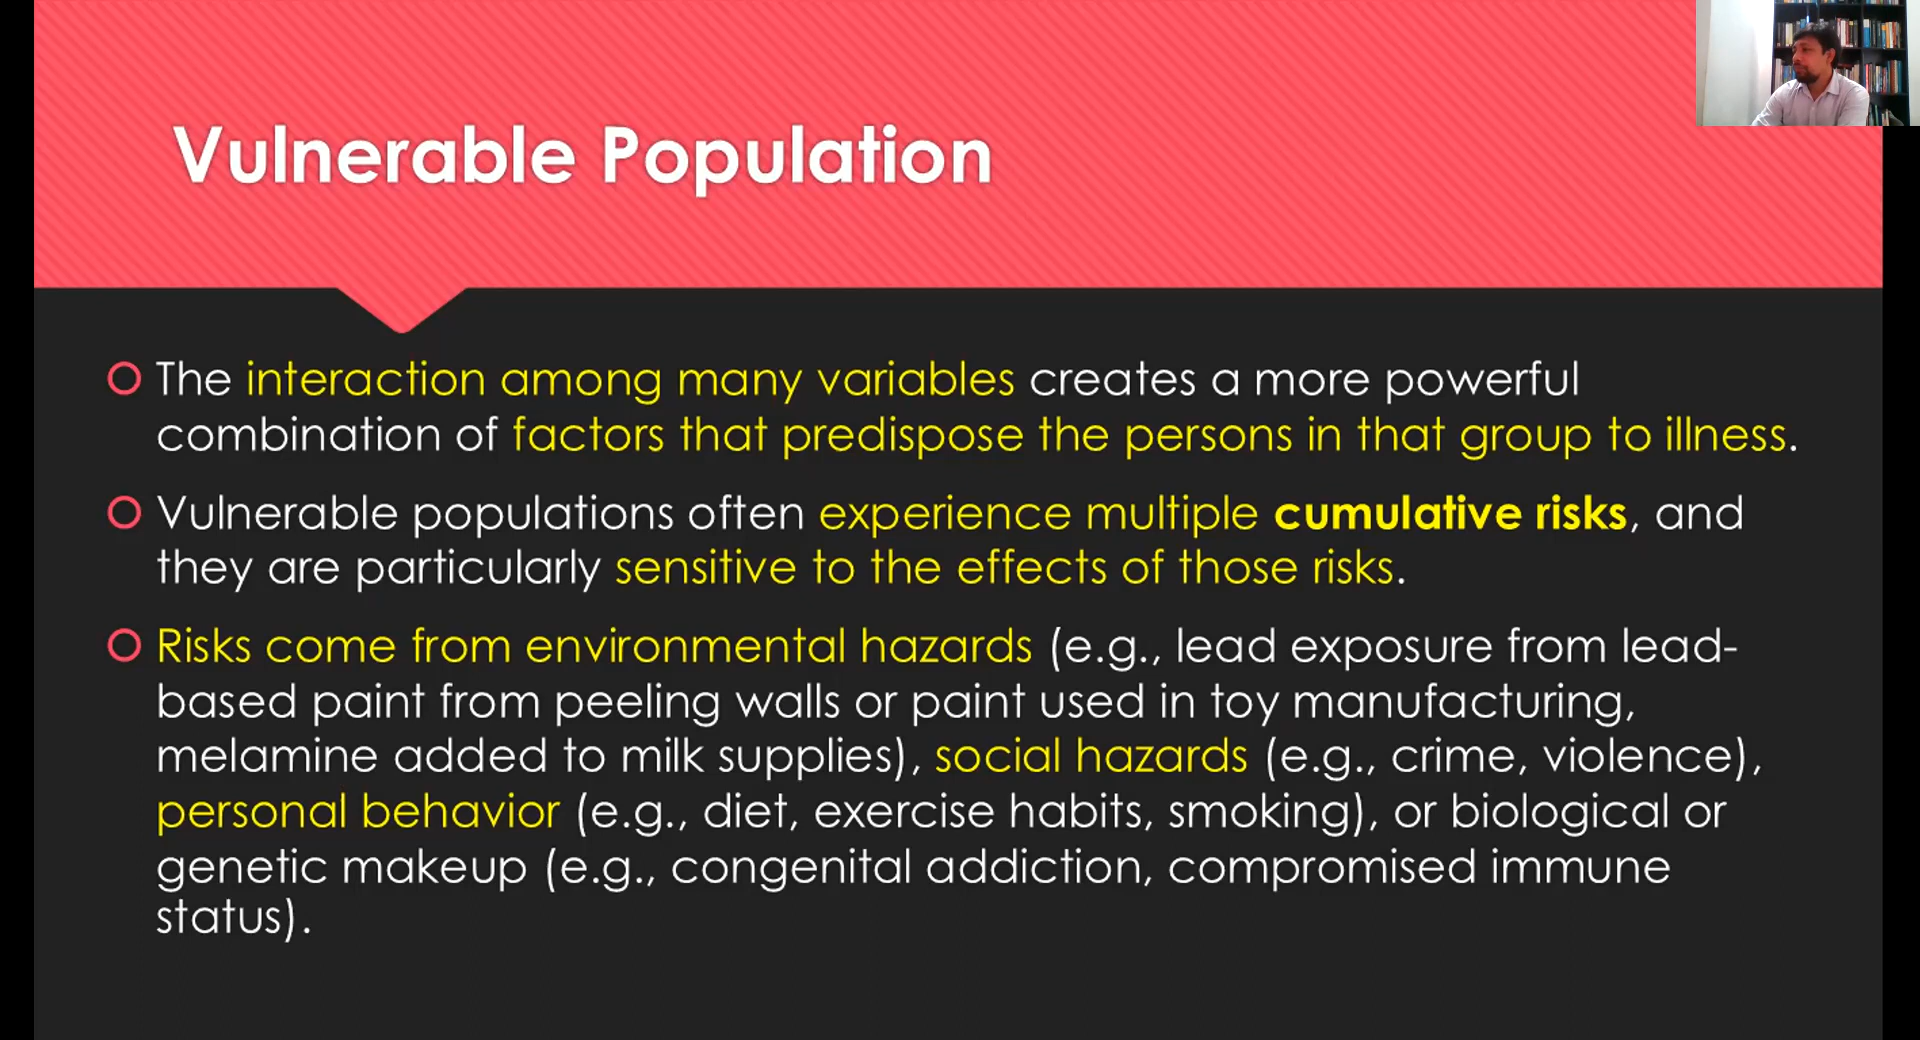 Vulnerable Population
The interaction among many variables creates a more powerful
combination of factors that predispose the persons in that group to illness.
Vulnerable populations often experience multiple cumulative risks, and
they are particularly sensitive to the effects of those risks.
Risks come from environmental hazards (e.g., lead exposure from lead-
based paint from peeling walls or paint used in toy manufacturing,
melamine added to milk supplies), social hazards (e.g., crime, violence),
personal behavior (e.g., diet, exercise habits, smoking), or biological or
genetic makeup (e.g., congenital addiction, compromised immune
status).